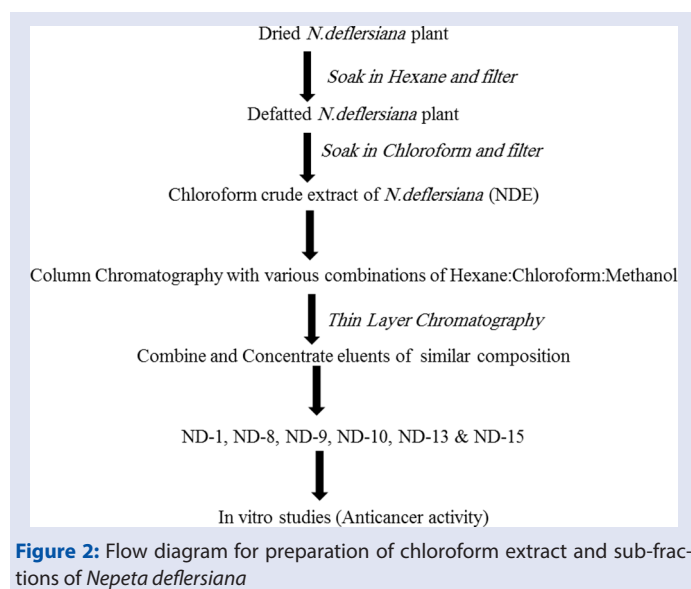 Dried N.deflersiana plant
Soak in Hexane and filter
Defatted N.deflersiana plant
Soak in Chloroform and filter
Chloroform crude extract of N.deflersiana (NDE)
Column Chromatography with various combinations of Hexane:Chloroform:Methanol
Thin Layer Chromatography
Combine and Concentrate eluents of similar composition
ND-1, ND-8, ND-9, ND-10, ND-13 & ND-15
In vitro studies (Anticancer activity)
Figure 2: Flow diagram for preparation of chloroform extract and sub-frac-
tions of Nepeta deflersiana